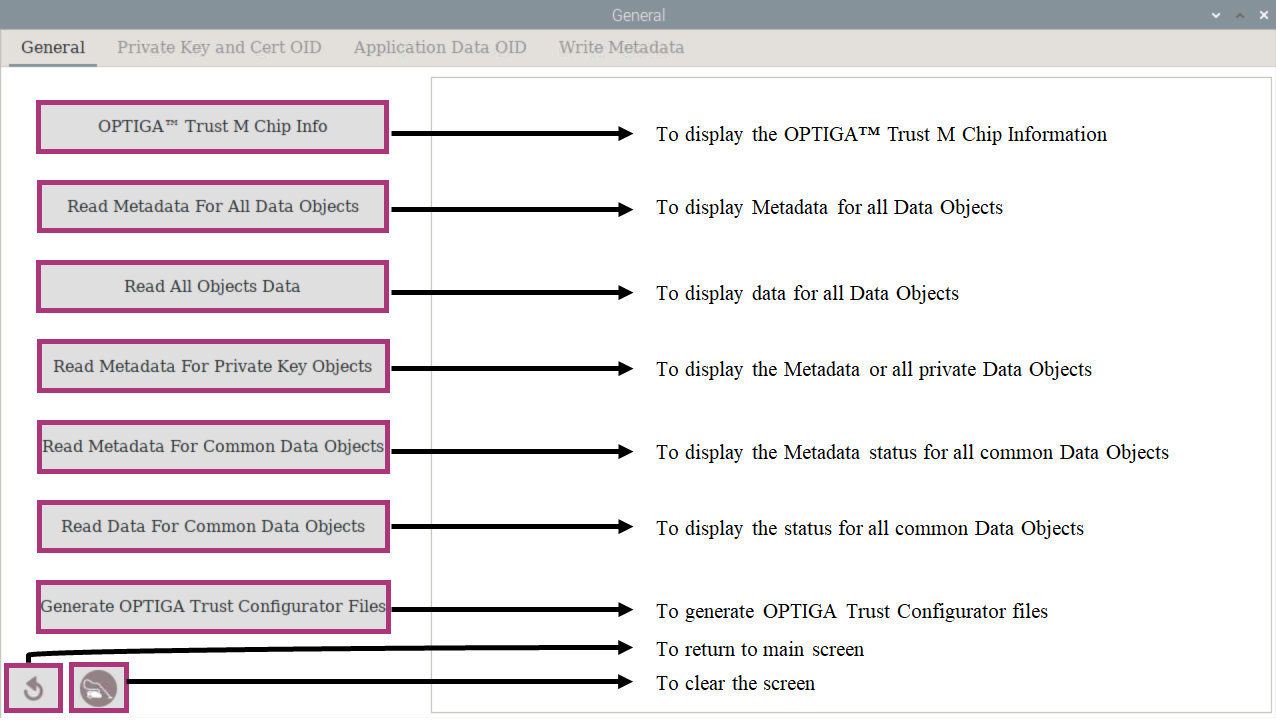 General
General Private Key and Cert OID Application Data OID Write Metadata
OPTIGA™ Trust M Chip Info
To display the OPTIGA™ Trust M Chip Information
Read Metadata For All Data Objects
To display Metadata for all Data Objects
Read All Objects Data
To display data for all Data Objects
Read Metadata For Private Key Objects
To display the Metadata or all private Data Objects
Read Metadata For Common Data Objects
To display the Metadata status for all common Data Objects
Read Data For Common Data Objects
To display the status for all common Data Objects
Generate OPTIGA Trust Configurator Files
To generate OPTIGA Trust Configurator files
To return to main screen
To clear the screen